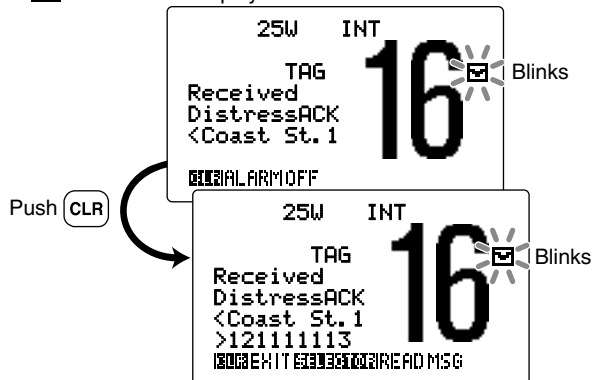 25W INT
TAG
16
Blinks
Received
DistressACK
<Coast St.1
CLR ALARM OFF
Push CLR
25W INT
TAG
16
Blinks
Received
DistressACK
<Coast St.1
>121111113
CLR EXIT READ MSG